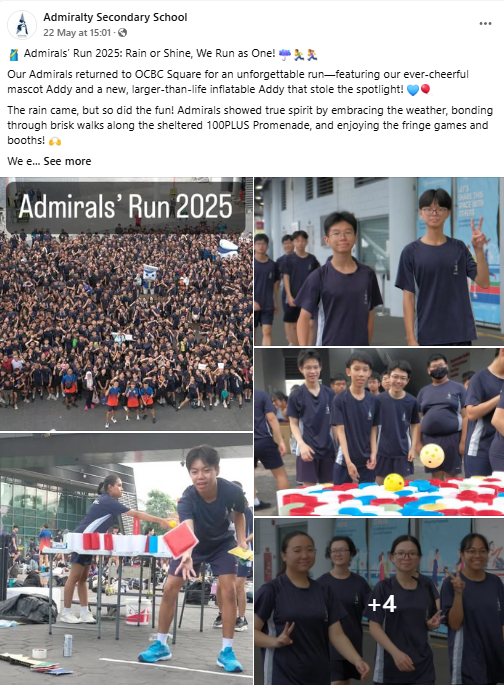 Admiralty Secondary School
22 May at 15:01 ·
🎽 Admirals' Run 2025: Rain or Shine, We Run as One! ☔🏃‍♂️🏃‍♀️
Our Admirals returned to OCBC Square for an unforgettable run—featuring our ever-cheerful
mascot Addy and a new, larger-than-life inflatable Addy that stole the spotlight! 💙🎈
The rain came, but so did the fun! Admirals showed true spirit by embracing the weather, bonding
through brisk walks along the sheltered 100PLUS Promenade, and enjoying the fringe games and
booths! 🙌
We e... See more
Admirals' Run 2025
+4